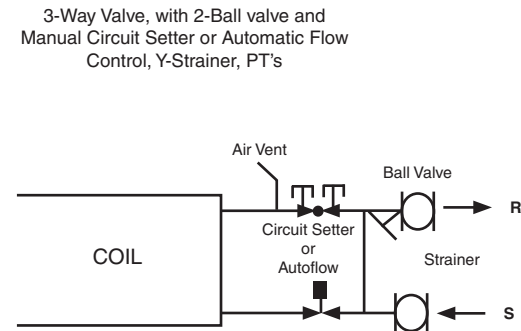 3-Way Valve, with 2-Ball valve and
Manual Circuit Setter or Automatic Flow
Control, Y-Strainer, PT's
Air Vent
Ball Valve
R
Circuit Setter
or
Autoflow
COIL
Strainer
S